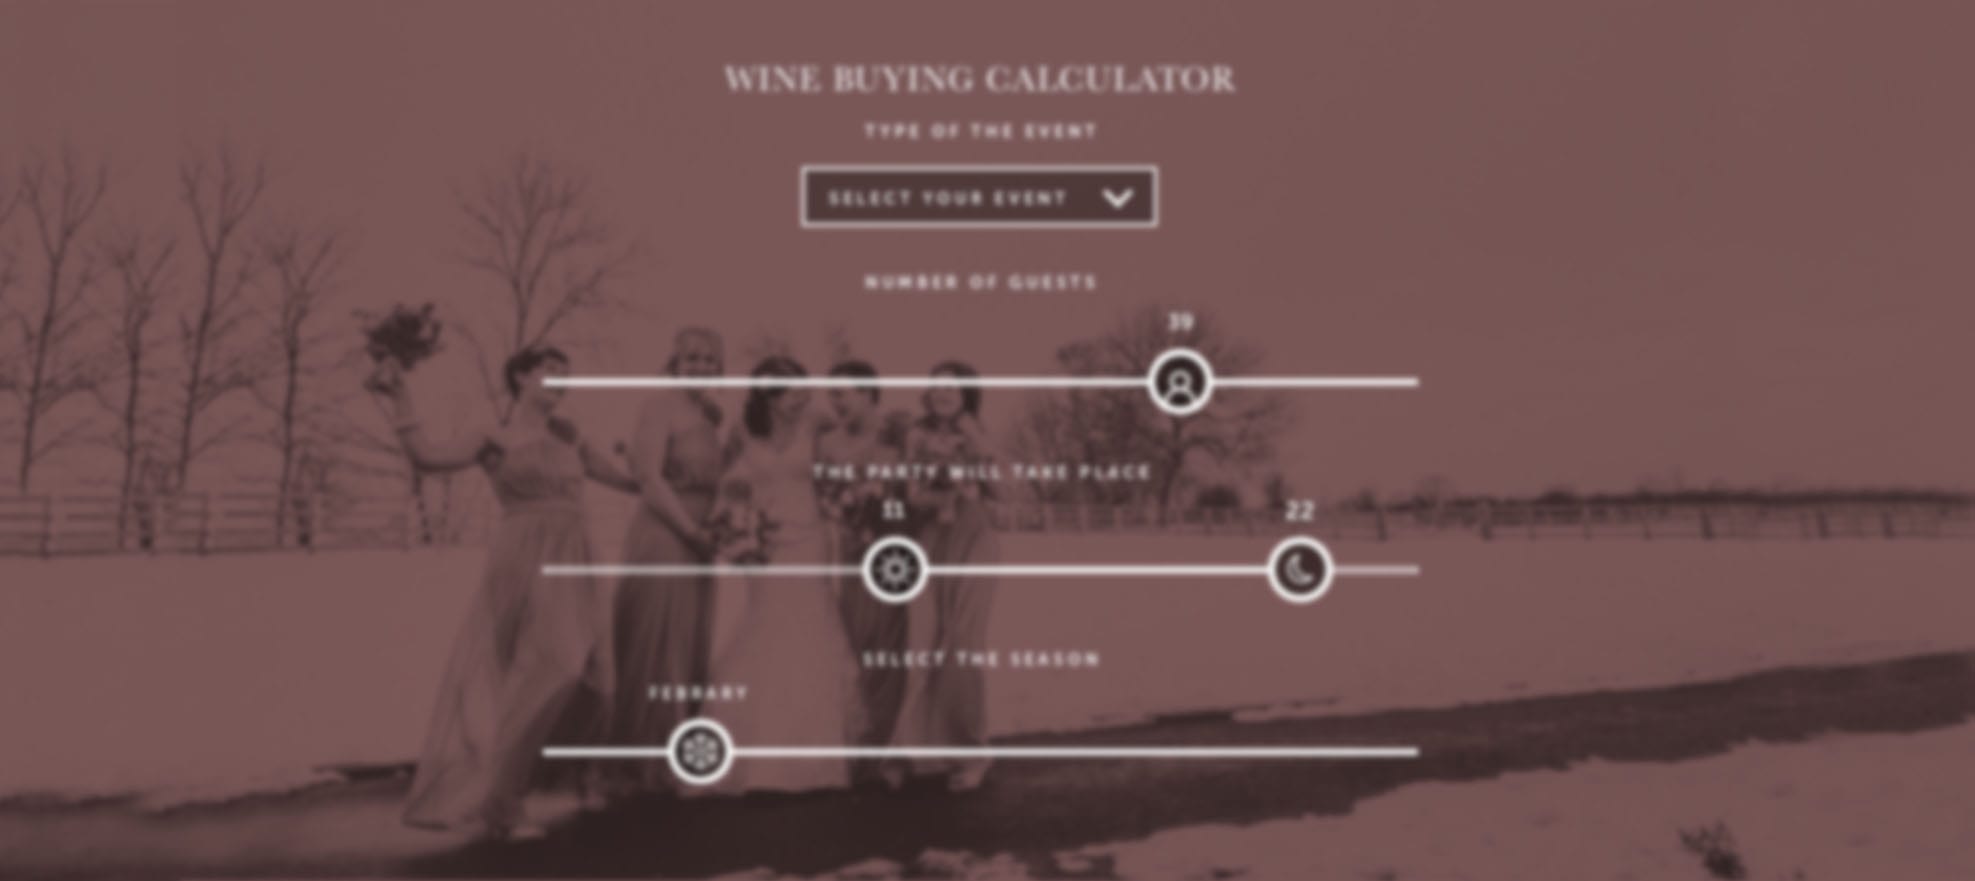 WINE BUYING CALCULATOR
TYPE OF THE EVENT
SELECT YOUR EVENT
NUMBER OF GUESTS
39
THE PARTY WILL TAKE PLACE
11 22
SELECT THE SEASON
FEBRARY